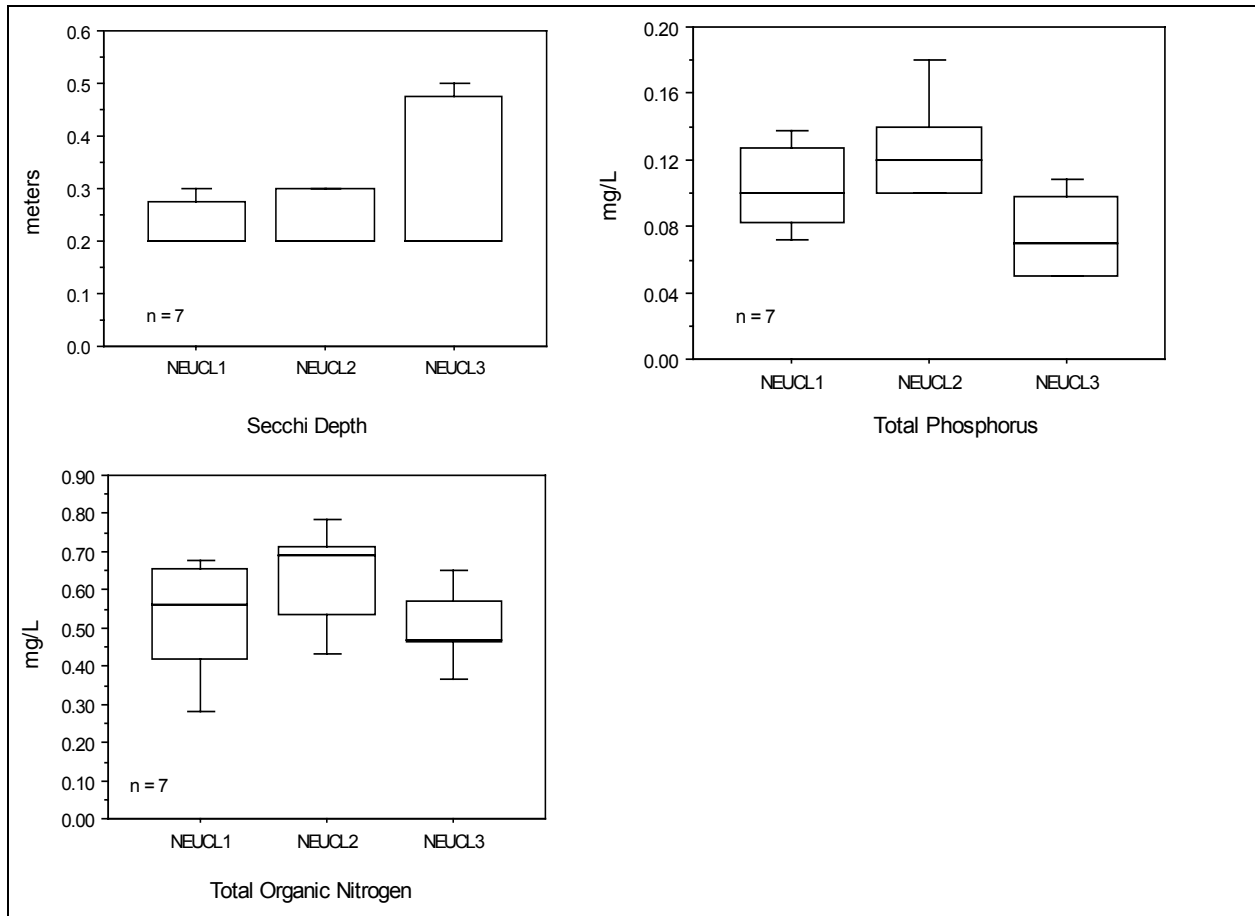 0.6
0.5
0.4
0.3
0.2
0.1
0.0
meters
n = 7
NEUCL1 NEUCL2 NEUCL3
Secchi Depth
0.20
0.16
0.12
0.08
0.04
0.00
mg/L
n = 7
NEUCL1 NEUCL2 NEUCL3
Total Phosphorus
0.90
0.80
0.70
0.60
0.50
0.40
0.30
0.20
0.10
0.00
mg/L
n = 7
NEUCL1 NEUCL2 NEUCL3
Total Organic Nitrogen